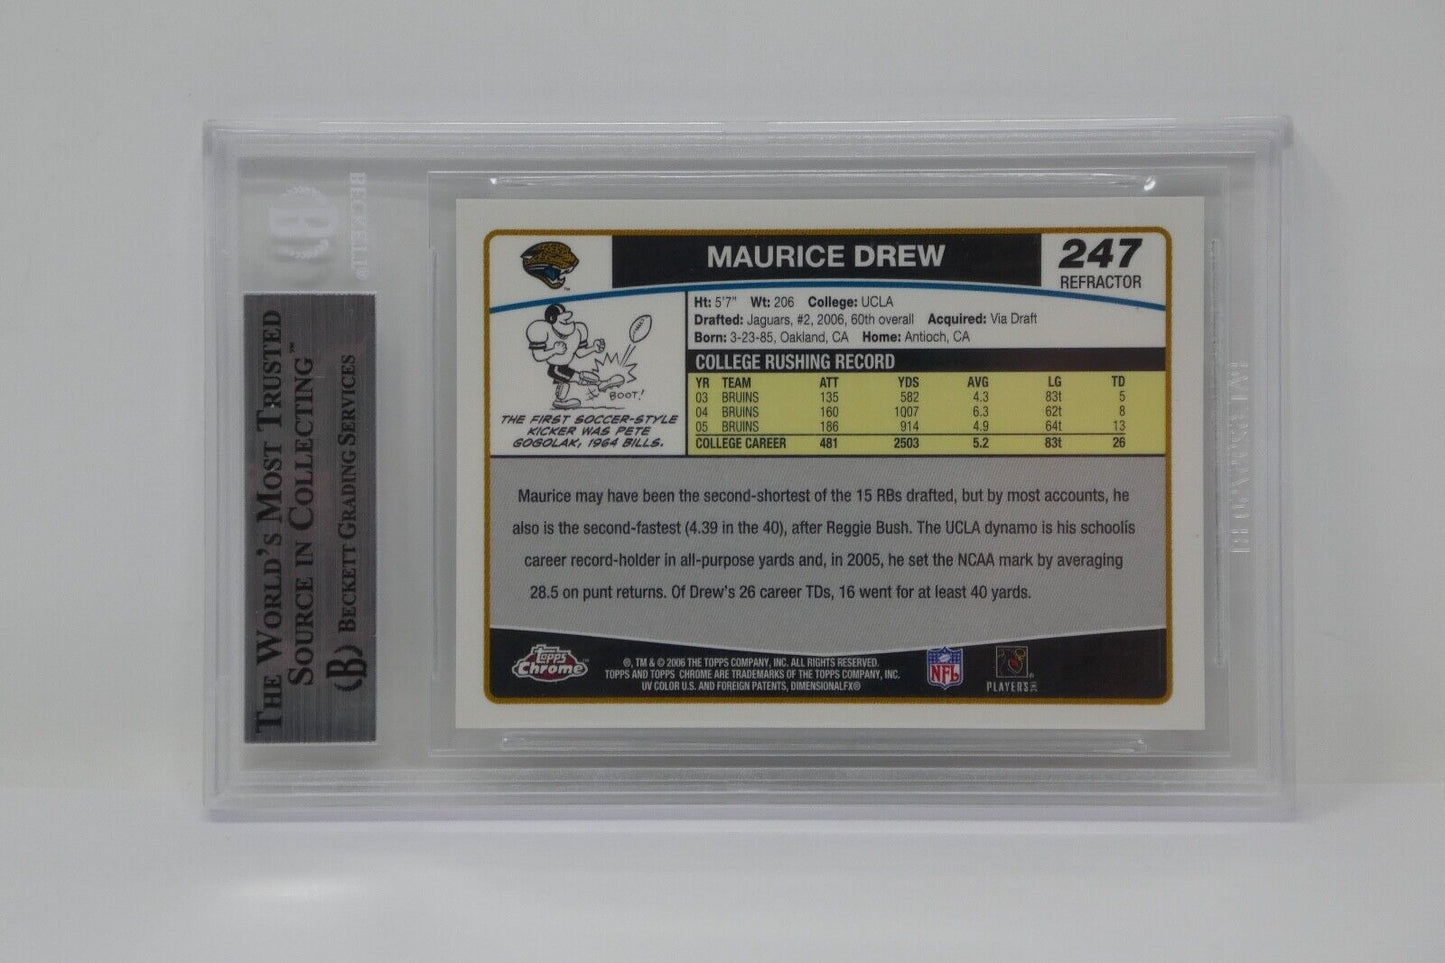 BECKETT®
THE WORLD'S MOST TRUSTED
SOURCE IN COLLECTING™
BECKETT GRADING SERVICES
B
MAURICE DREW
247
REFRACTOR
Ht: 5'7" Wt: 206 College: UCLA
Drafted: Jaguars, #2, 2006, 60th overall Acquired: Via Draft
Born: 3-23-85, Oakland, CA Home: Antioch, CA
BOOT!
THE FIRST SOCCER-STYLE
KICKER WAS PETE
GOGOLAK, 1964 BILLS.
COLLEGE RUSHING RECORD
YR TEAM ATT YDS AVG LG TD
03 BRUINS 135 582 4.3 83t 5
04 BRUINS 160 1007 6.3 62t 8
05 BRUINS 186 914 4.9 64t 13
COLLEGE CAREER 481 2503 5.2 83t 26
Maurice may have been the second-shortest of the 15 RBs drafted, but by most accounts, he
also is the second-fastest (4.39 in the 40), after Reggie Bush. The UCLA dynamo is his schoolís
career record-holder in all-purpose yards and, in 2005, he set the NCAA mark by averaging
28.5 on punt returns. Of Drew's 26 career TDs, 16 went for at least 40 yards.
Topps
Chrome™
®, TM & © 2006 THE TOPPS COMPANY, INC. ALL RIGHTS RESERVED.
TOPPS AND TOPPS CHROME ARE TRADEMARKS OF THE TOPPS COMPANY, INC.
UV COLOR U.S. AND FOREIGN PATENTS, DIMENSIONALFX®
NFL
PLAYERS